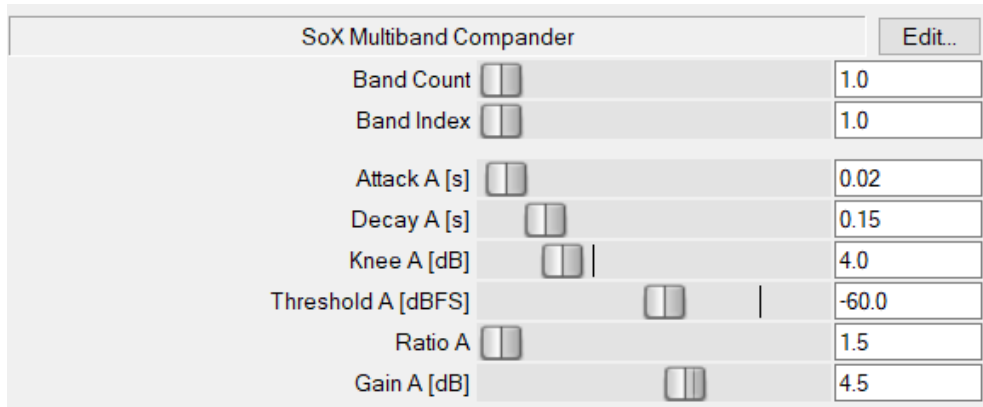 SoX Multiband Compander Edit...
Band Count 1.0
Band Index 1.0
Attack A [s] 0.02
Decay A [s] 0.15
Knee A [dB] 4.0
Threshold A [dBFS] -60.0
Ratio A 1.5
Gain A [dB] 4.5